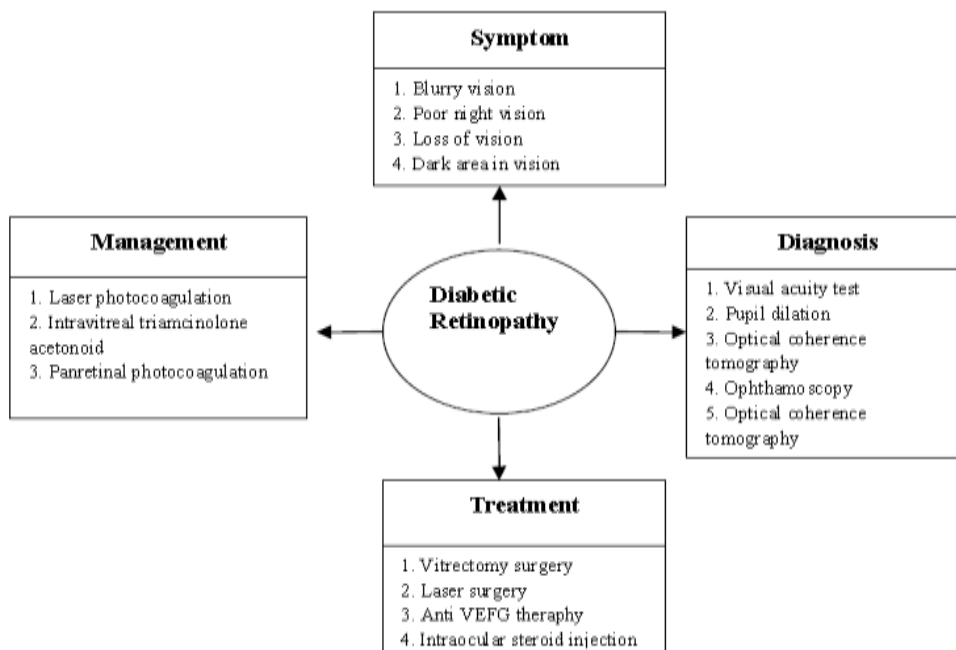 Symptom
1. Blurry vision
2. Poor night vision
3. Loss of vision
4. Dark area in vision
Management
1. Laser photocoagulation
2. Intravitreal triamcinolone
acetonoid
3. Panretinal photocoagulation
Diabetic
Retinopathy
Diagnosis
1. Visual acuity test
2. Pupil dilation
3. Optical coherence
tomography
4. Ophthamoscopy
5. Optical coherence
tomography
Treatment
1. Vitrectomy surgery
2. Laser surgery
3. Anti VEFG theraphy
4. Intraocular steroid injection